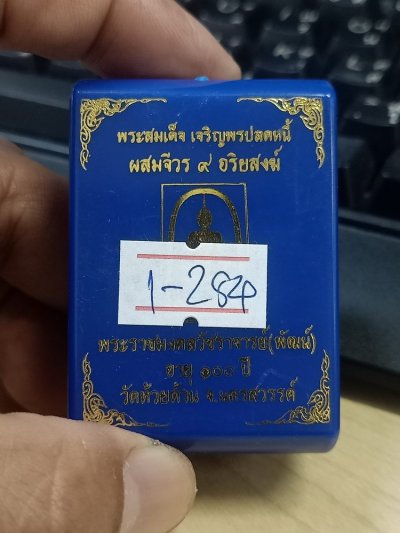 พระสมเด็จ เจริญพรปลดหนี้
ผสมจีวร ๙ อริยสงฆ์
1-284
พระราชมงคลวัชราจารย์(พัฒน์)
อายุ ๑๐๐ ปี
วัดห้วยด้วน จ.นครสวรรค์